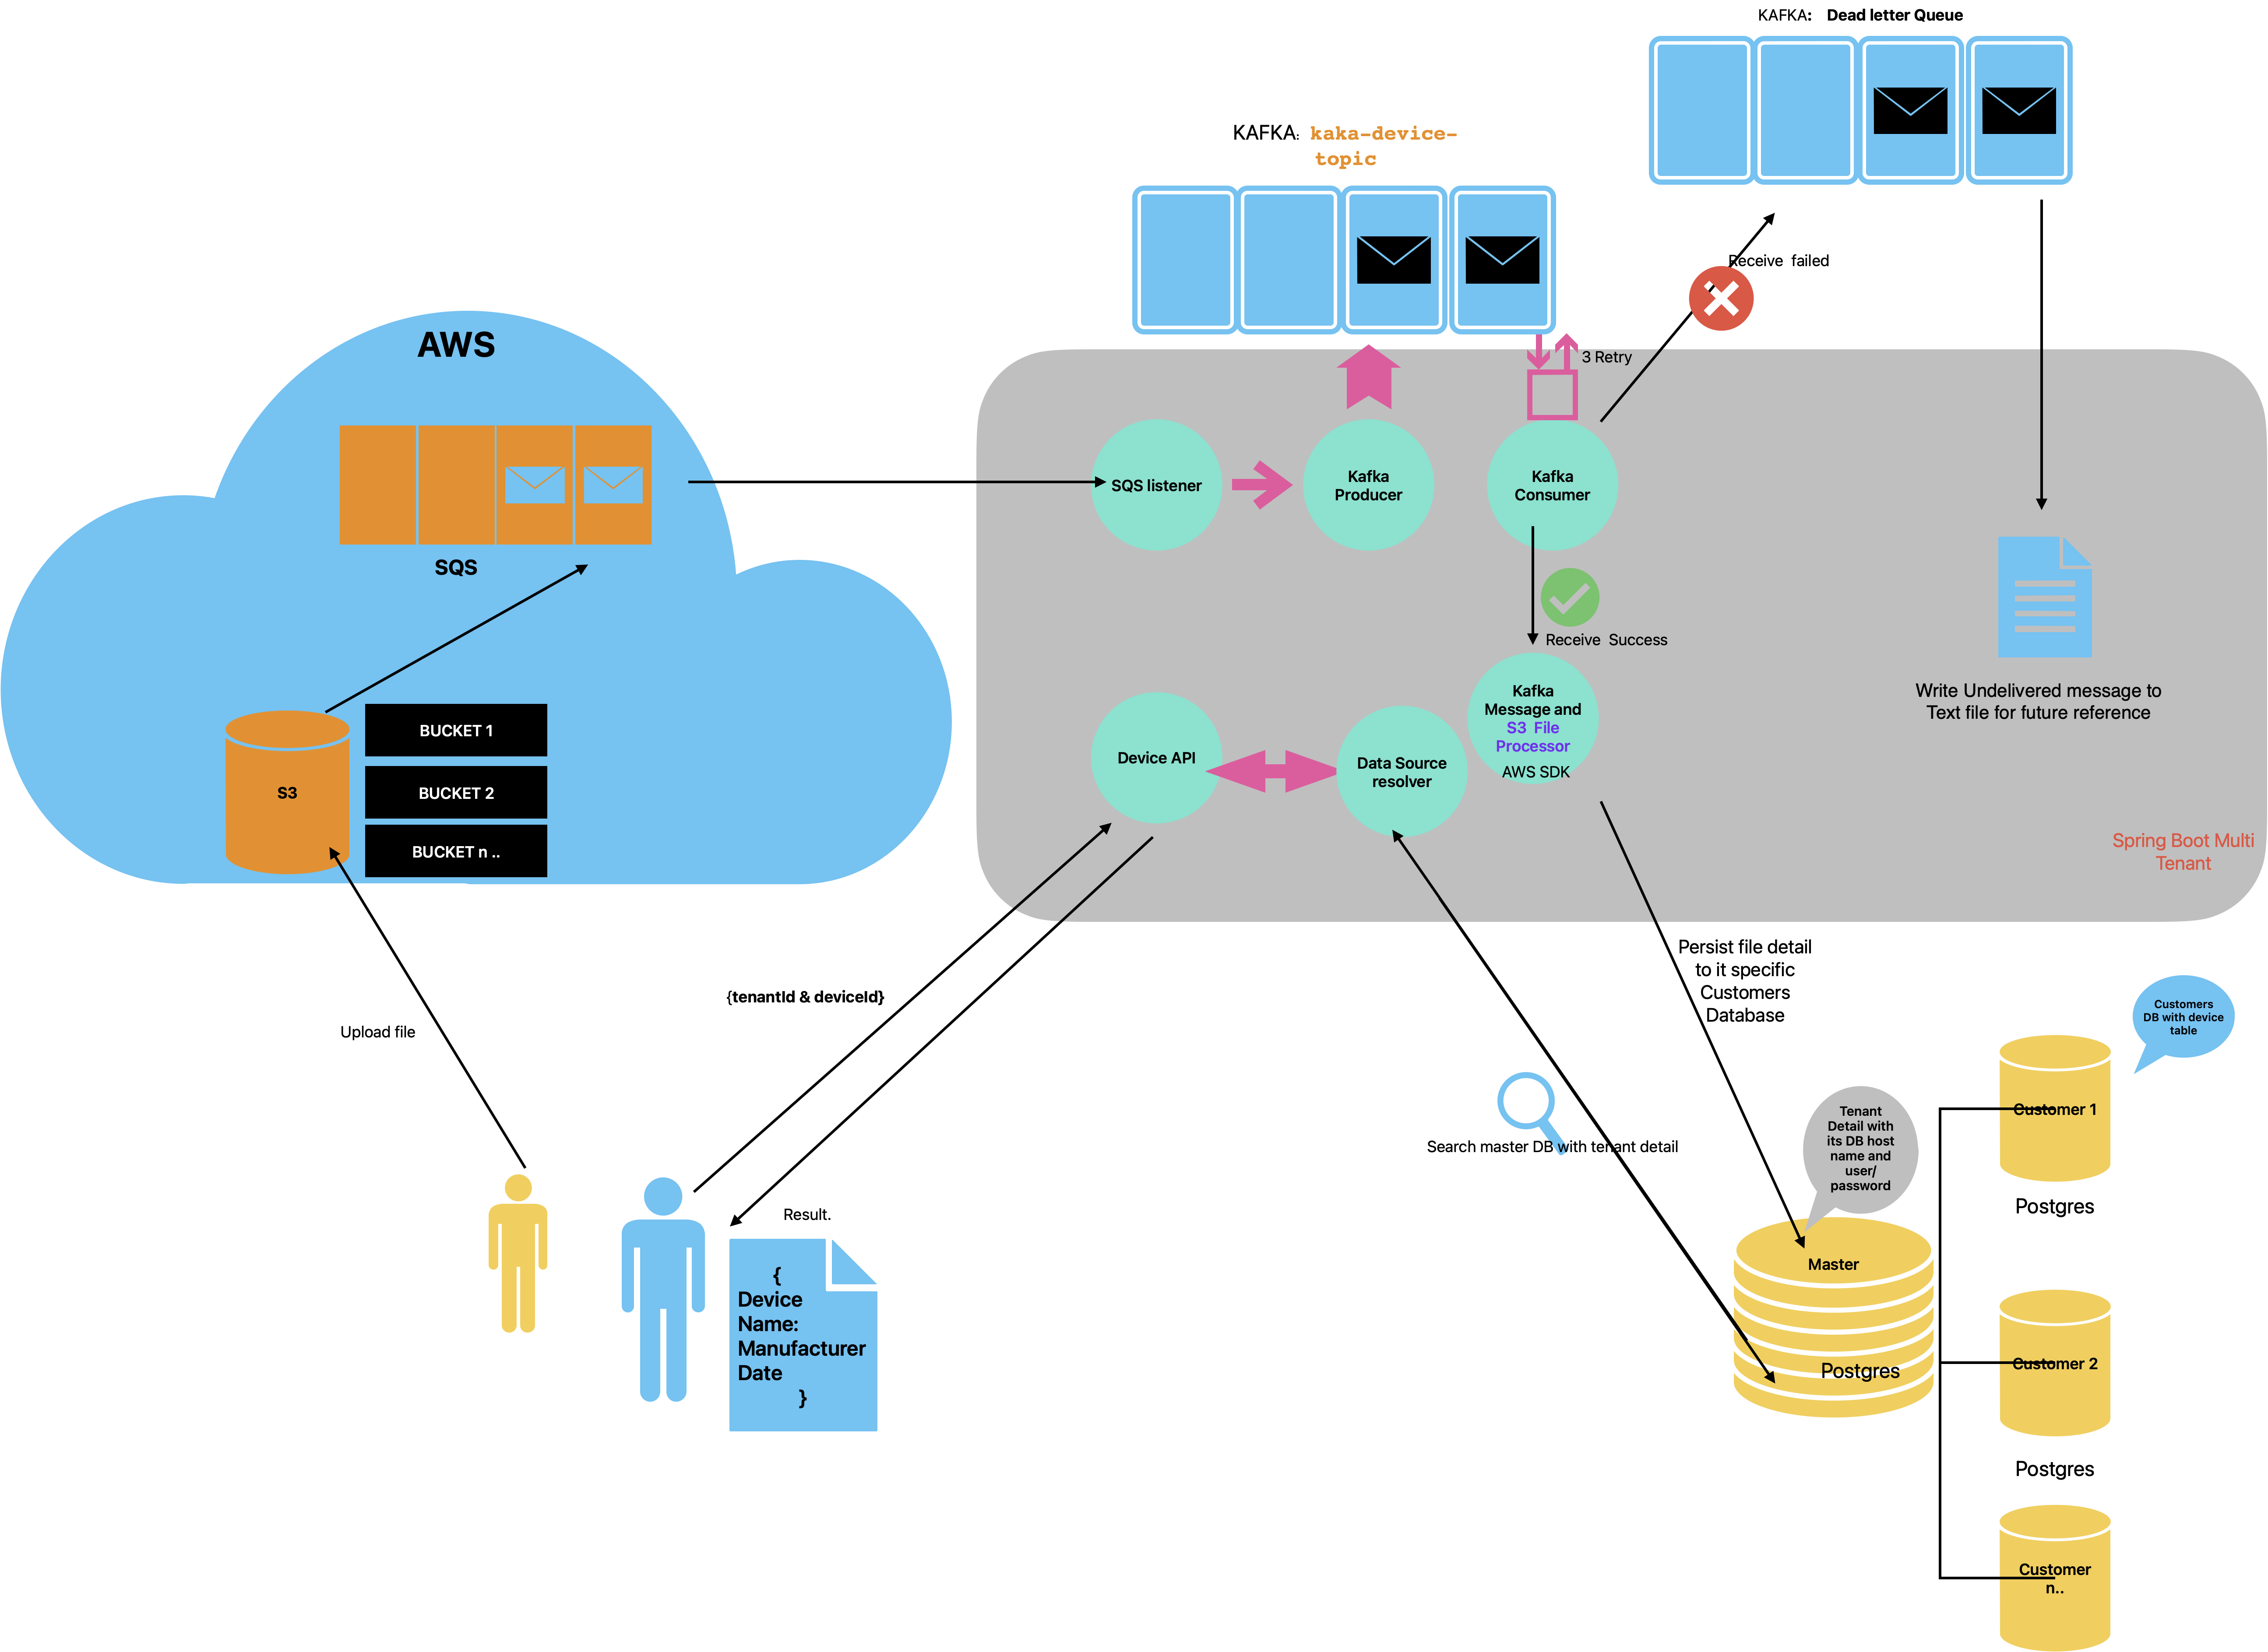 KAFKA: Dead letter Queue
KAFKA: kaka-device-
topic
Receive failed
3 Retry
AWS
SQS
SQS listener
Kafka
Producer
Kafka
Consumer
Receive Success
Kafka
Message and
S3 File
Processor
AWS SDK
Write Undelivered message to
Text file for future reference
S3
BUCKET 1
BUCKET 2
BUCKET n ..
Device API
Data Source
resolver
Spring Boot Multi
Tenant
{tenantId & deviceId}
Upload file
Persist file detail
to it specific
Customers
Database
Search master DB with tenant detail
Customers
DB with device
table
Tenant
Detail with
its DB host
name and
user/
password
Customer 1
Postgres
Master
Postgres
Customer 2
Postgres
Customer
n..
Result.
{
Device
Name:
Manufacturer
Date
}